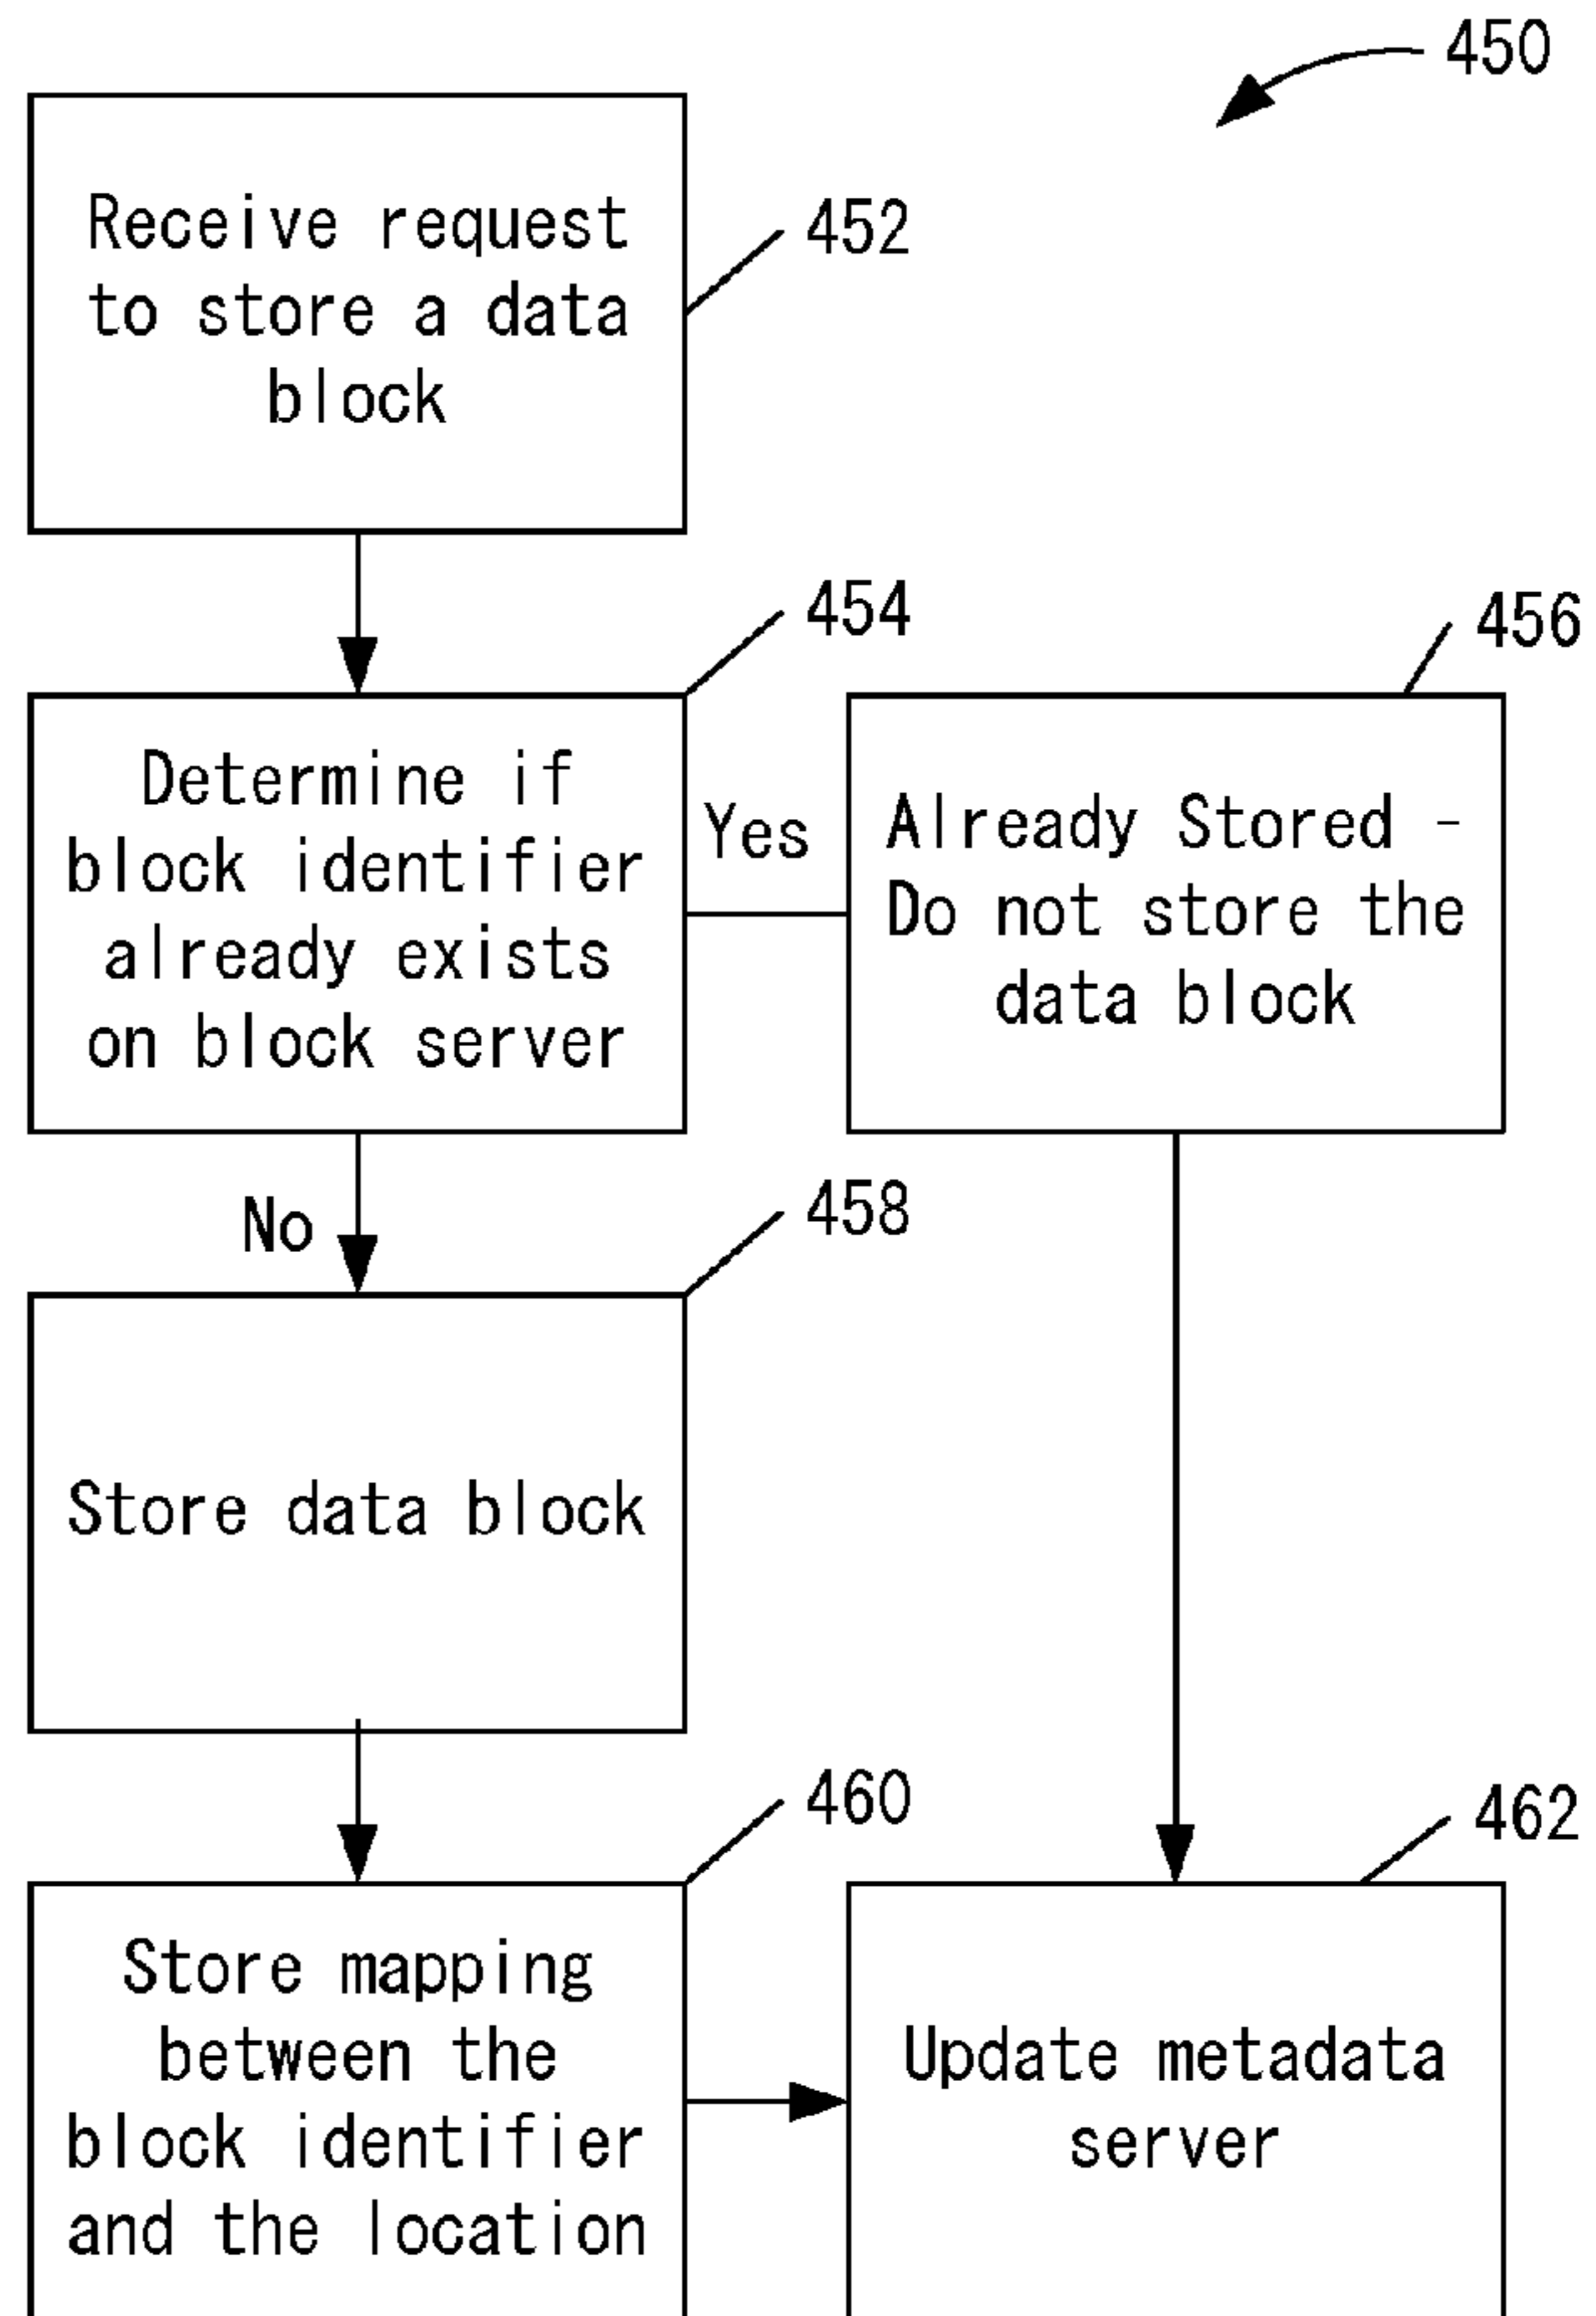 450
Receive request
to store a data
block
452
454
Determine if
block identifier
already exists
on block server
Yes
456
Already Stored -
Do not store the
data block
No
458
Store data block
460
Store mapping
between the
block identifier
and the location
462
Update metadata
server